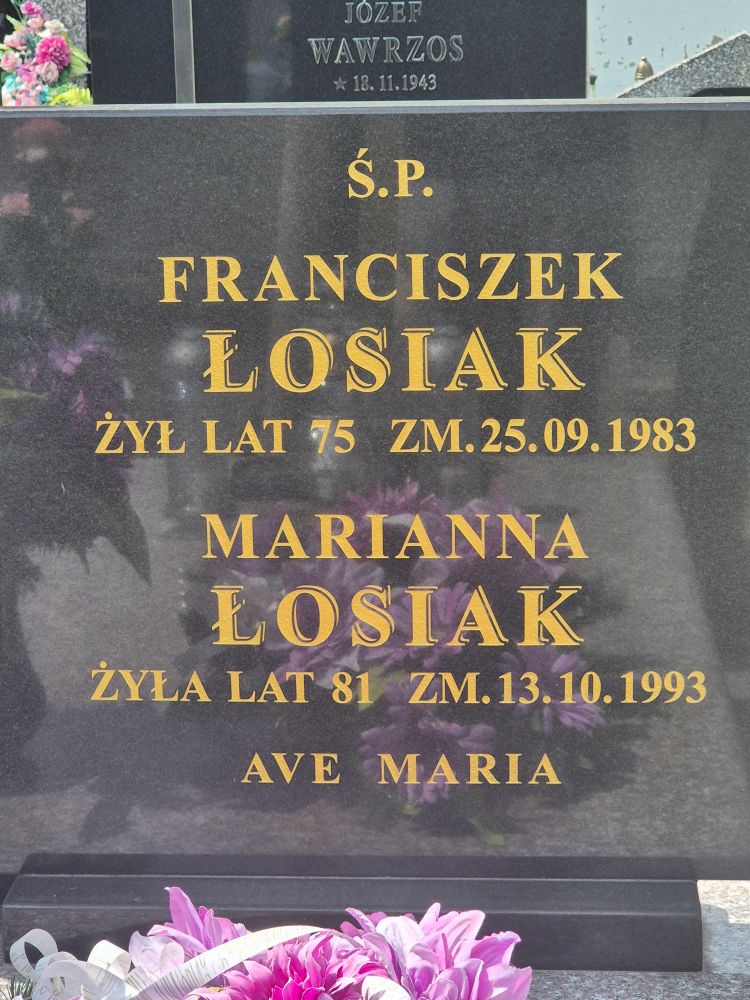 JÓZEF
WAWRZOS
* 18.11.1943
Ś.P.
FRANCISZEK
ŁOSIAK
ŻYŁ LAT 75 ZM. 25.09.1983
MARIANNA
ŁOSIAK
ŻYŁA LAT 81 ZM. 13.10.1993
AVE MARIA